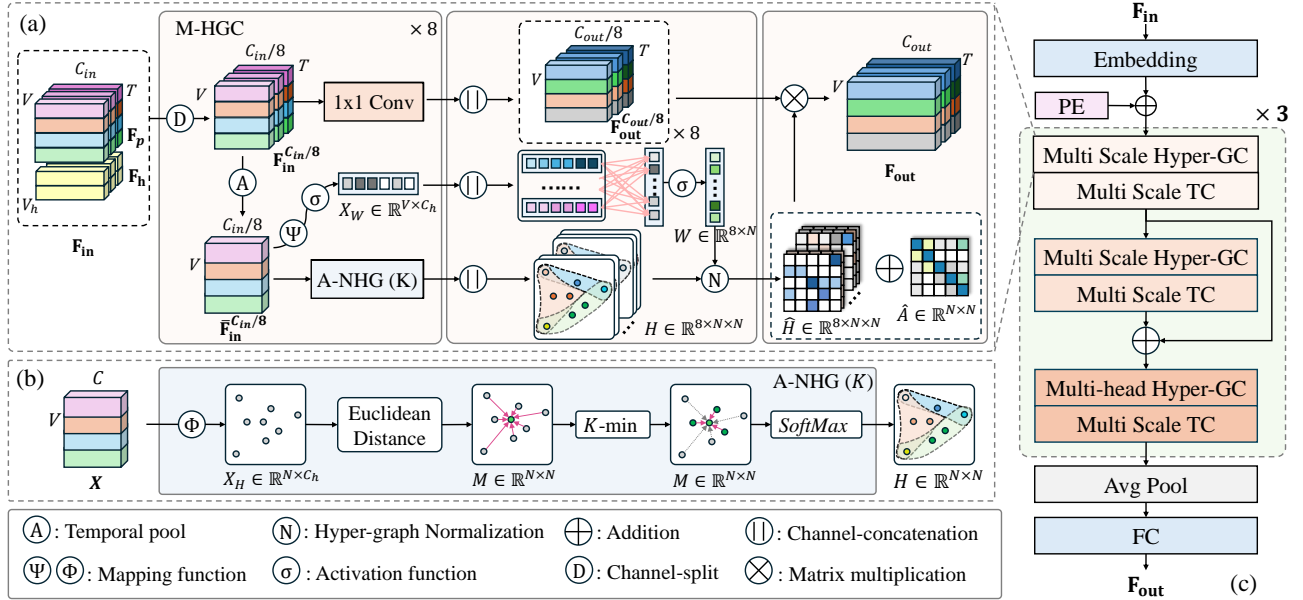 (a)
M-HGC
× 8
C_in
V
T
F_p
F_h
V_h
F_in
D
C_in/8
V
T
F_in^{C_in/8}
1x1 Conv
||
C_out/8
V
T
F_out^{C_out/8}
× 8
C_out
V
T
F_out
A
Ψ
σ
X_W ∈ ℝ^{V×C_h}
||
......
σ
W ∈ ℝ^{8×N}
C_in/8
V
F̄_in^{C_in/8}
A-NHG (K)
||
H ∈ ℝ^{8×N×N}
N
Ĥ ∈ ℝ^{8×N×N}
Â ∈ ℝ^{N×N}
(b)
C
V
X
Φ
A-NHG (K)
X_H ∈ ℝ^{N×C_h}
Euclidean
Distance
M ∈ ℝ^{N×N}
K-min
M ∈ ℝ^{N×N}
SoftMax
H ∈ ℝ^{N×N}
A : Temporal pool
N : Hyper-graph Normalization
⊕ : Addition
|| : Channel-concatenation
Ψ Φ : Mapping function
σ : Activation function
D : Channel-split
⊗ : Matrix multiplication
F_in
Embedding
PE
× 3
Multi Scale Hyper-GC
Multi Scale TC
Multi Scale Hyper-GC
Multi Scale TC
Multi-head Hyper-GC
Multi Scale TC
Avg Pool
FC
F_out
(c)